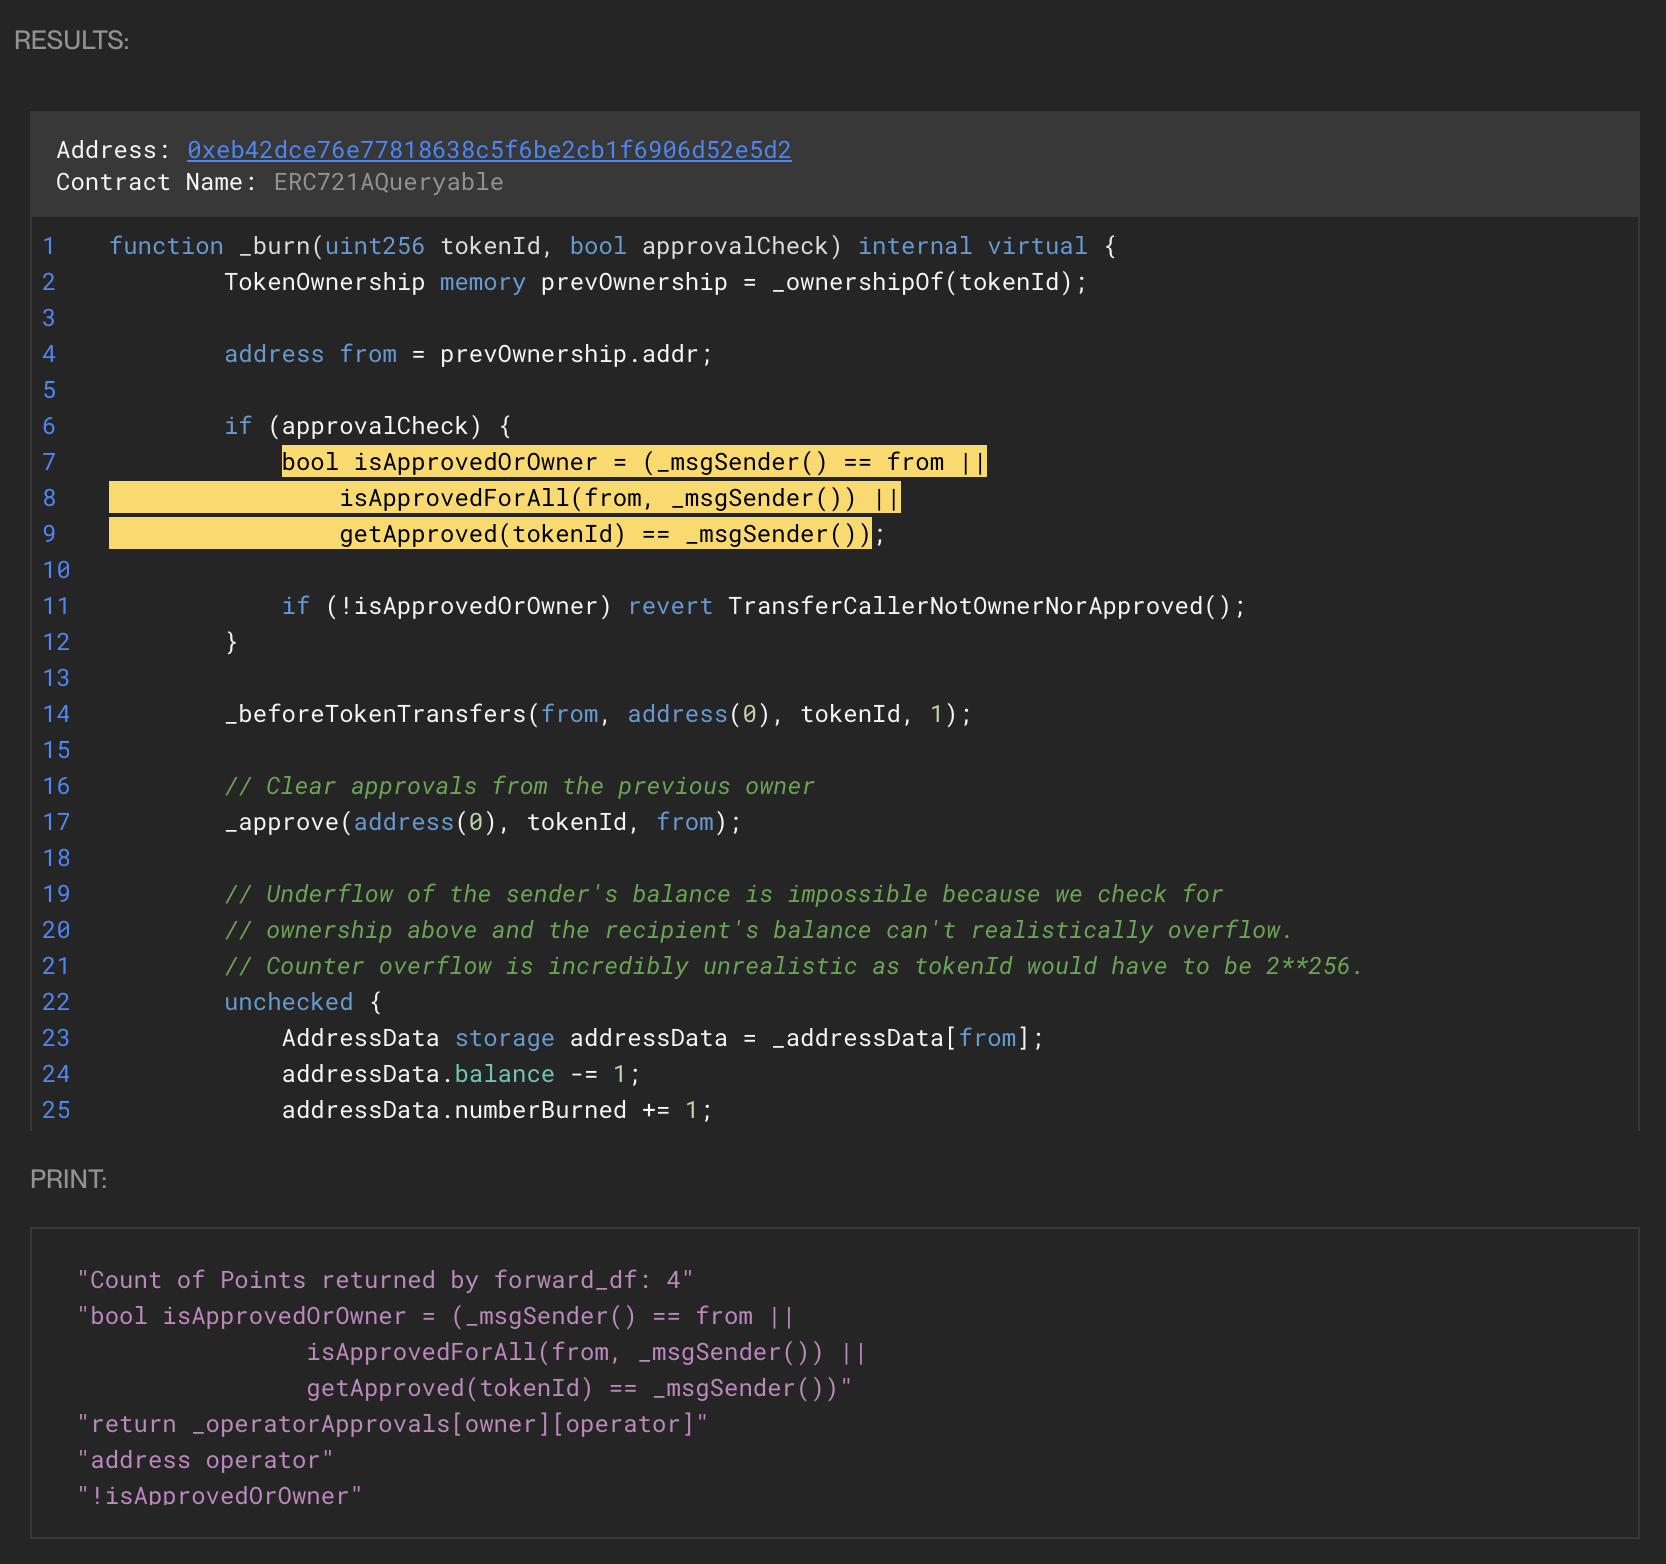 RESULTS:
Address: 0xeb42dce76e77818638c5f6be2cb1f6906d52e5d2
Contract Name: ERC721AQueryable
1 function _burn(uint256 tokenId, bool approvalCheck) internal virtual {
2 TokenOwnership memory prevOwnership = _ownershipOf(tokenId);
3
4 address from = prevOwnership.addr;
5
6 if (approvalCheck) {
7 bool isApprovedOrOwner = (_msgSender() == from ||
8 isApprovedForAll(from, _msgSender()) ||
9 getApproved(tokenId) == _msgSender());
10
11 if (!isApprovedOrOwner) revert TransferCallerNotOwnerNorApproved();
12 }
13
14 _beforeTokenTransfers(from, address(0), tokenId, 1);
15
16 // Clear approvals from the previous owner
17 _approve(address(0), tokenId, from);
18
19 // Underflow of the sender's balance is impossible because we check for
20 // ownership above and the recipient's balance can't realistically overflow.
21 // Counter overflow is incredibly unrealistic as tokenId would have to be 2**256.
22 unchecked {
23 AddressData storage addressData = _addressData[from];
24 addressData.balance -= 1;
25 addressData.numberBurned += 1;
PRINT:
"Count of Points returned by forward_df: 4"
"bool isApprovedOrOwner = (_msgSender() == from ||
isApprovedForAll(from, _msgSender()) ||
getApproved(tokenId) == _msgSender())"
"return _operatorApprovals[owner][operator]"
"address operator"
"!isApprovedOrOwner"